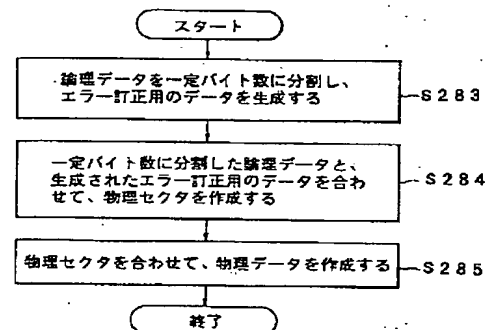 スタート
論理データを一定バイト数に分割し、
エラー訂正用のデータを生成する
S283
一定バイト数に分割した論理データと、
生成されたエラー訂正用のデータを合わ
せて、物理セクタを作成する
S284
物理セクタを合わせて、物理データを作成する
S285
終了